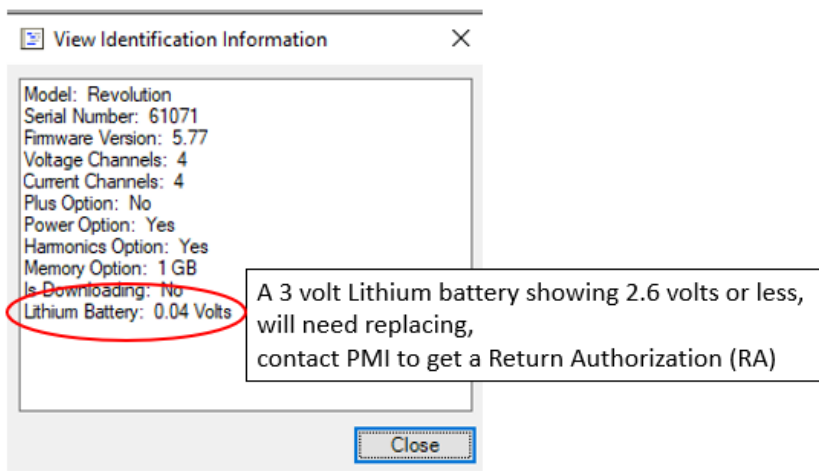 View Identification Information
Model: Revolution
Serial Number: 61071
Firmware Version: 5.77
Voltage Channels: 4
Current Channels: 4
Plus Option: No
Power Option: Yes
Harmonics Option: Yes
Memory Option: 1 GB
Is Downloading: No
Lithium Battery: 0.04 Volts
A 3 volt Lithium battery showing 2.6 volts or less,
will need replacing,
contact PMI to get a Return Authorization (RA)
Close